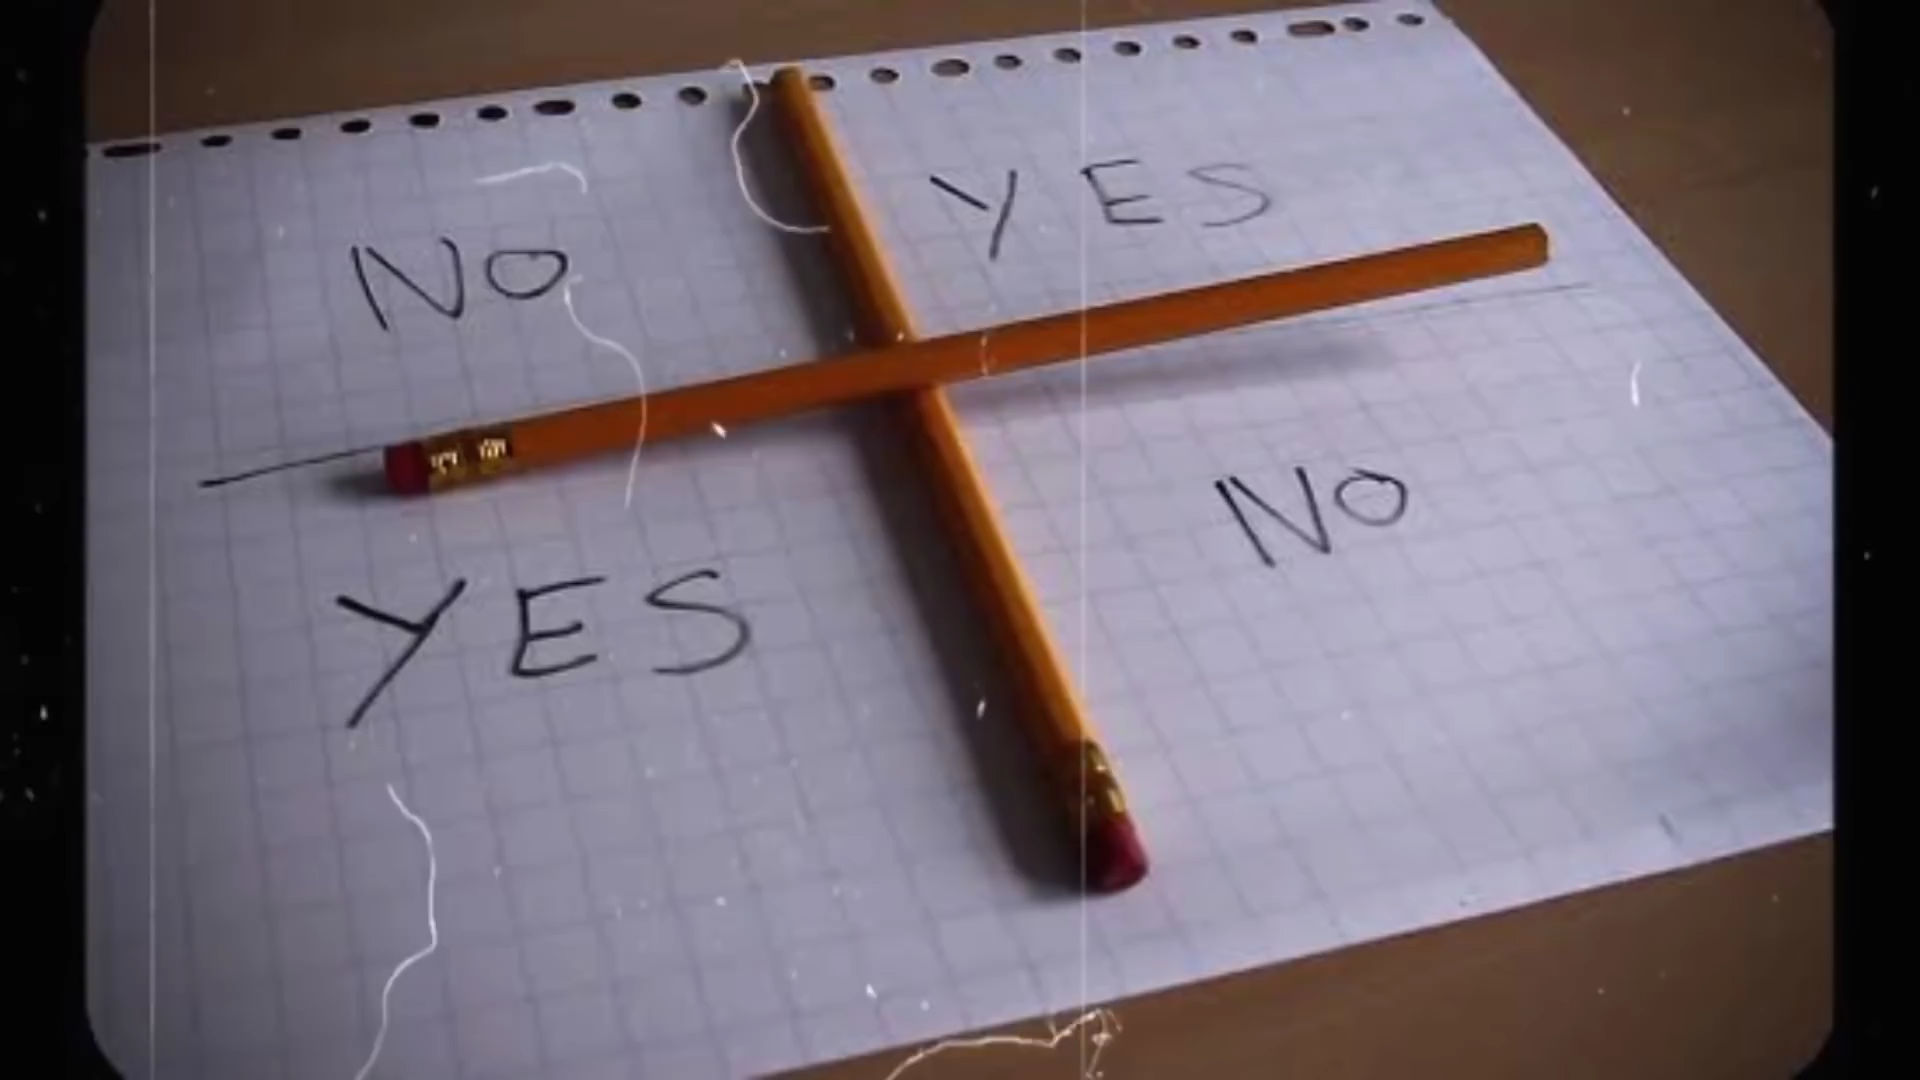 NO YES
YES NO